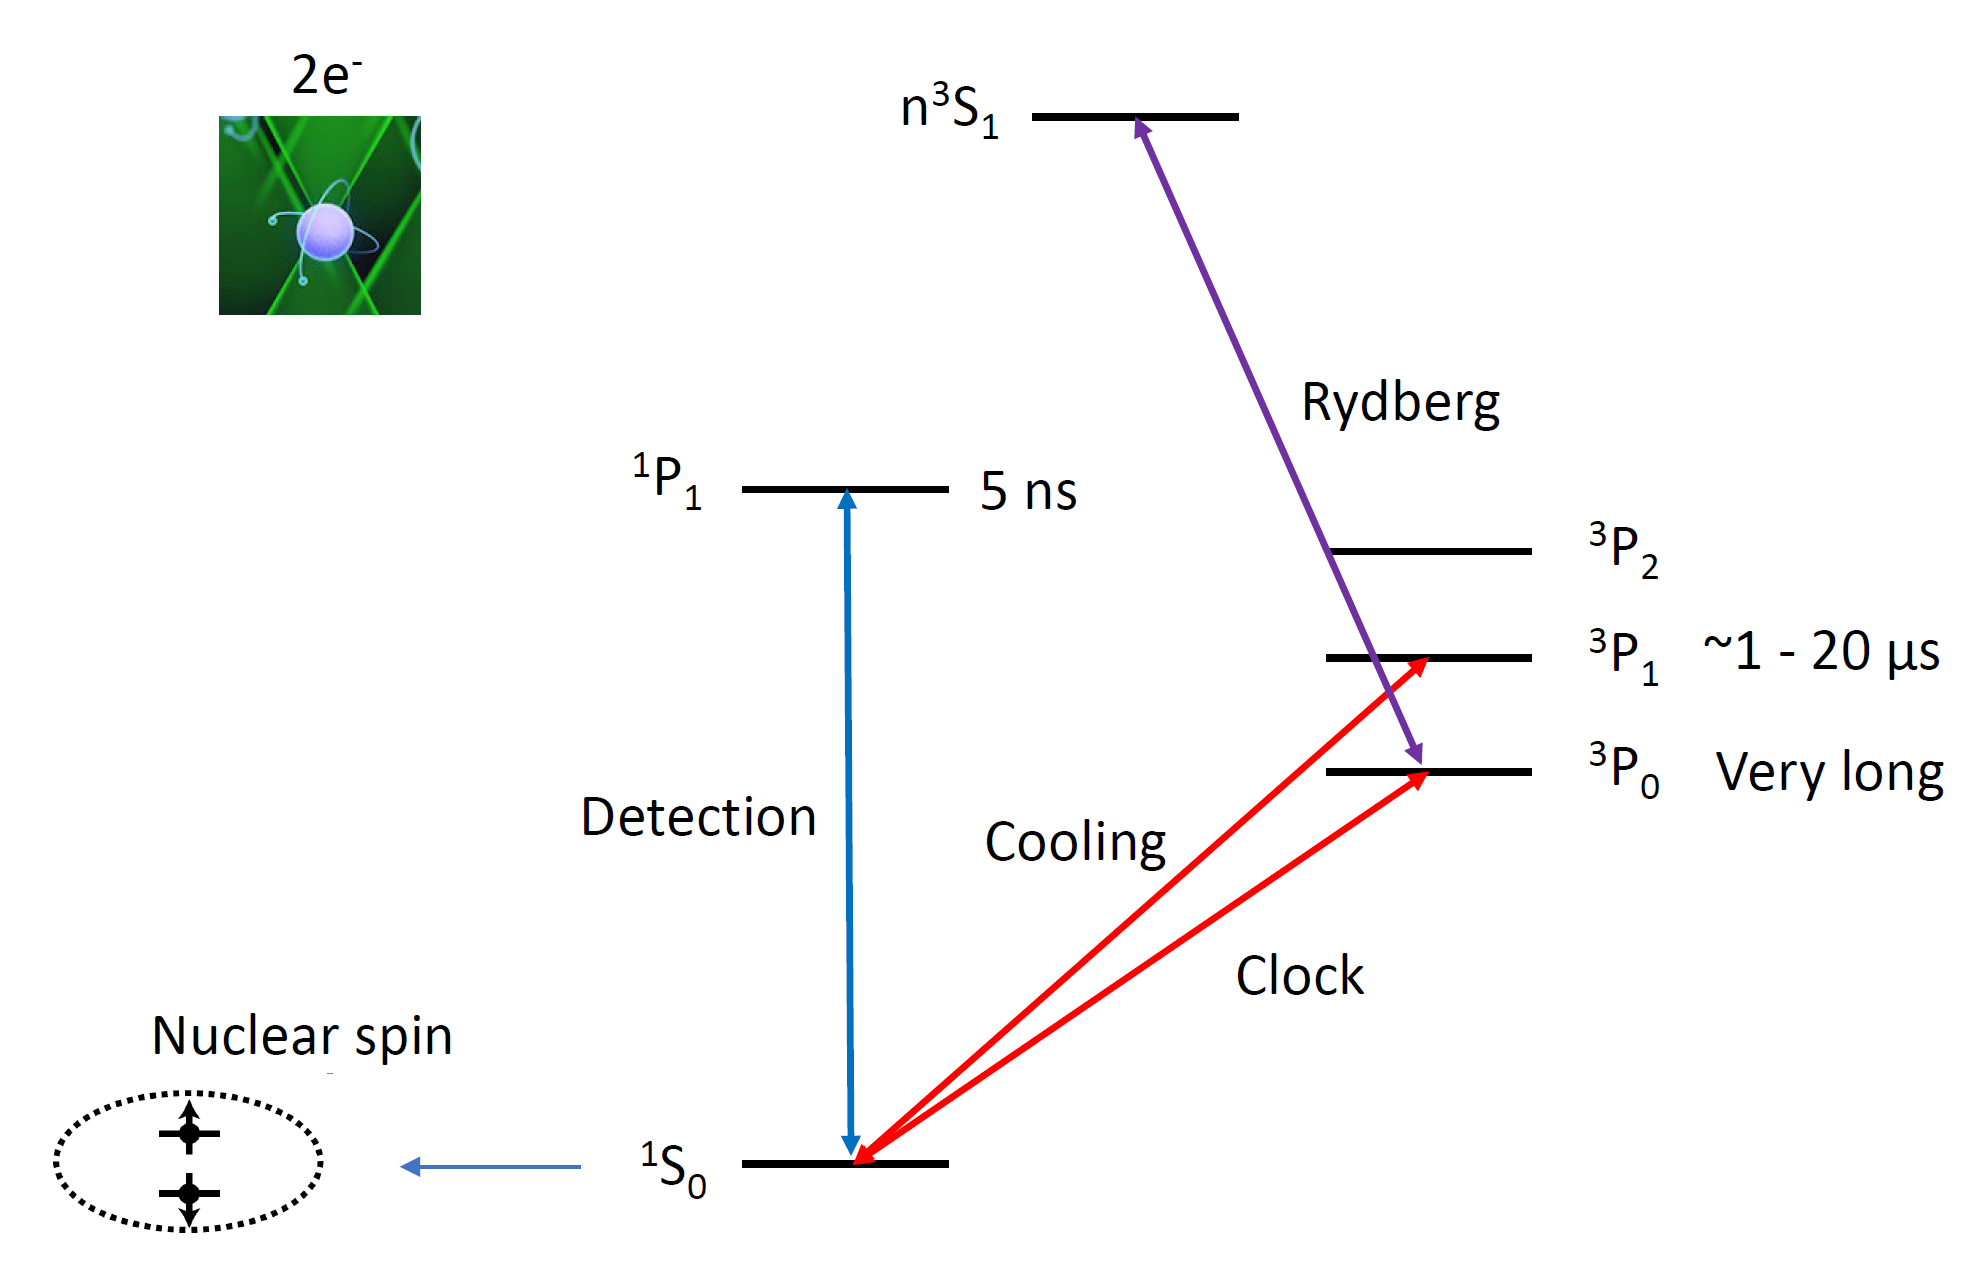 2e⁻
n³S₁
Rydberg
¹P₁
5 ns
³P₂
³P₁ ~1 - 20 µs
³P₀ Very long
Detection
Cooling
Clock
Nuclear spin
¹S₀